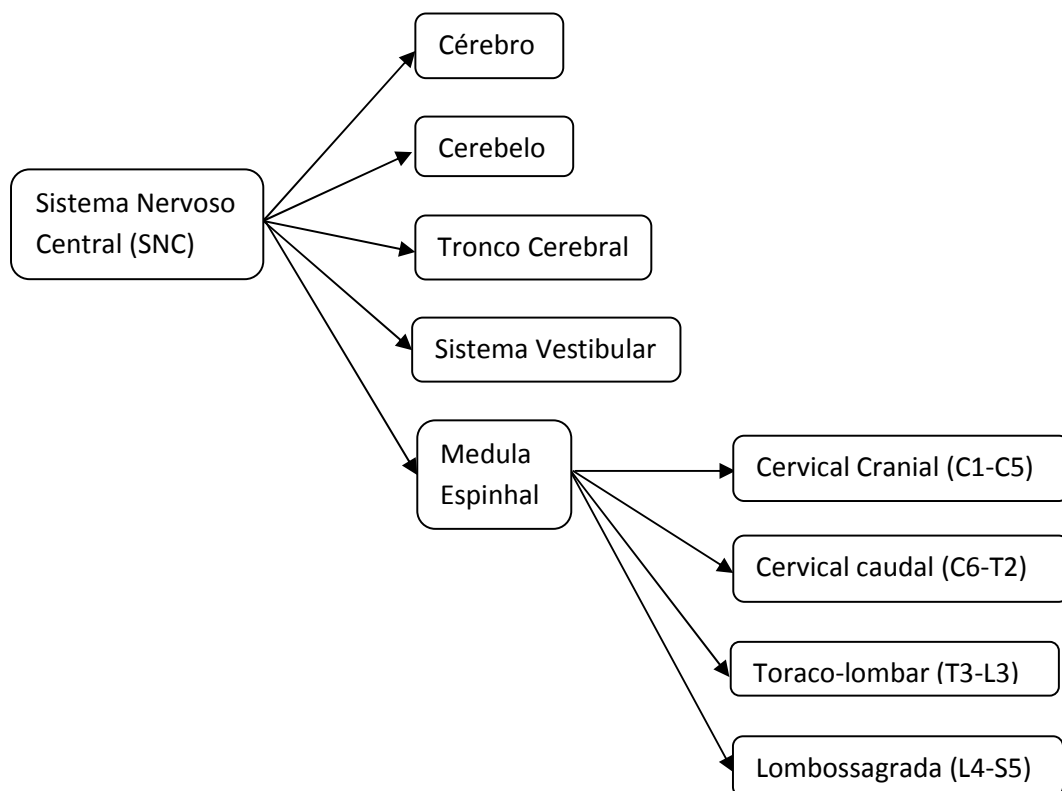 Cérebro
Cerebelo
Sistema Nervoso
Central (SNC)
Tronco Cerebral
Sistema Vestibular
Medula
Espinhal
Cervical Cranial (C1-C5)
Cervical caudal (C6-T2)
Toraco-lombar (T3-L3)
Lombossagrada (L4-S5)